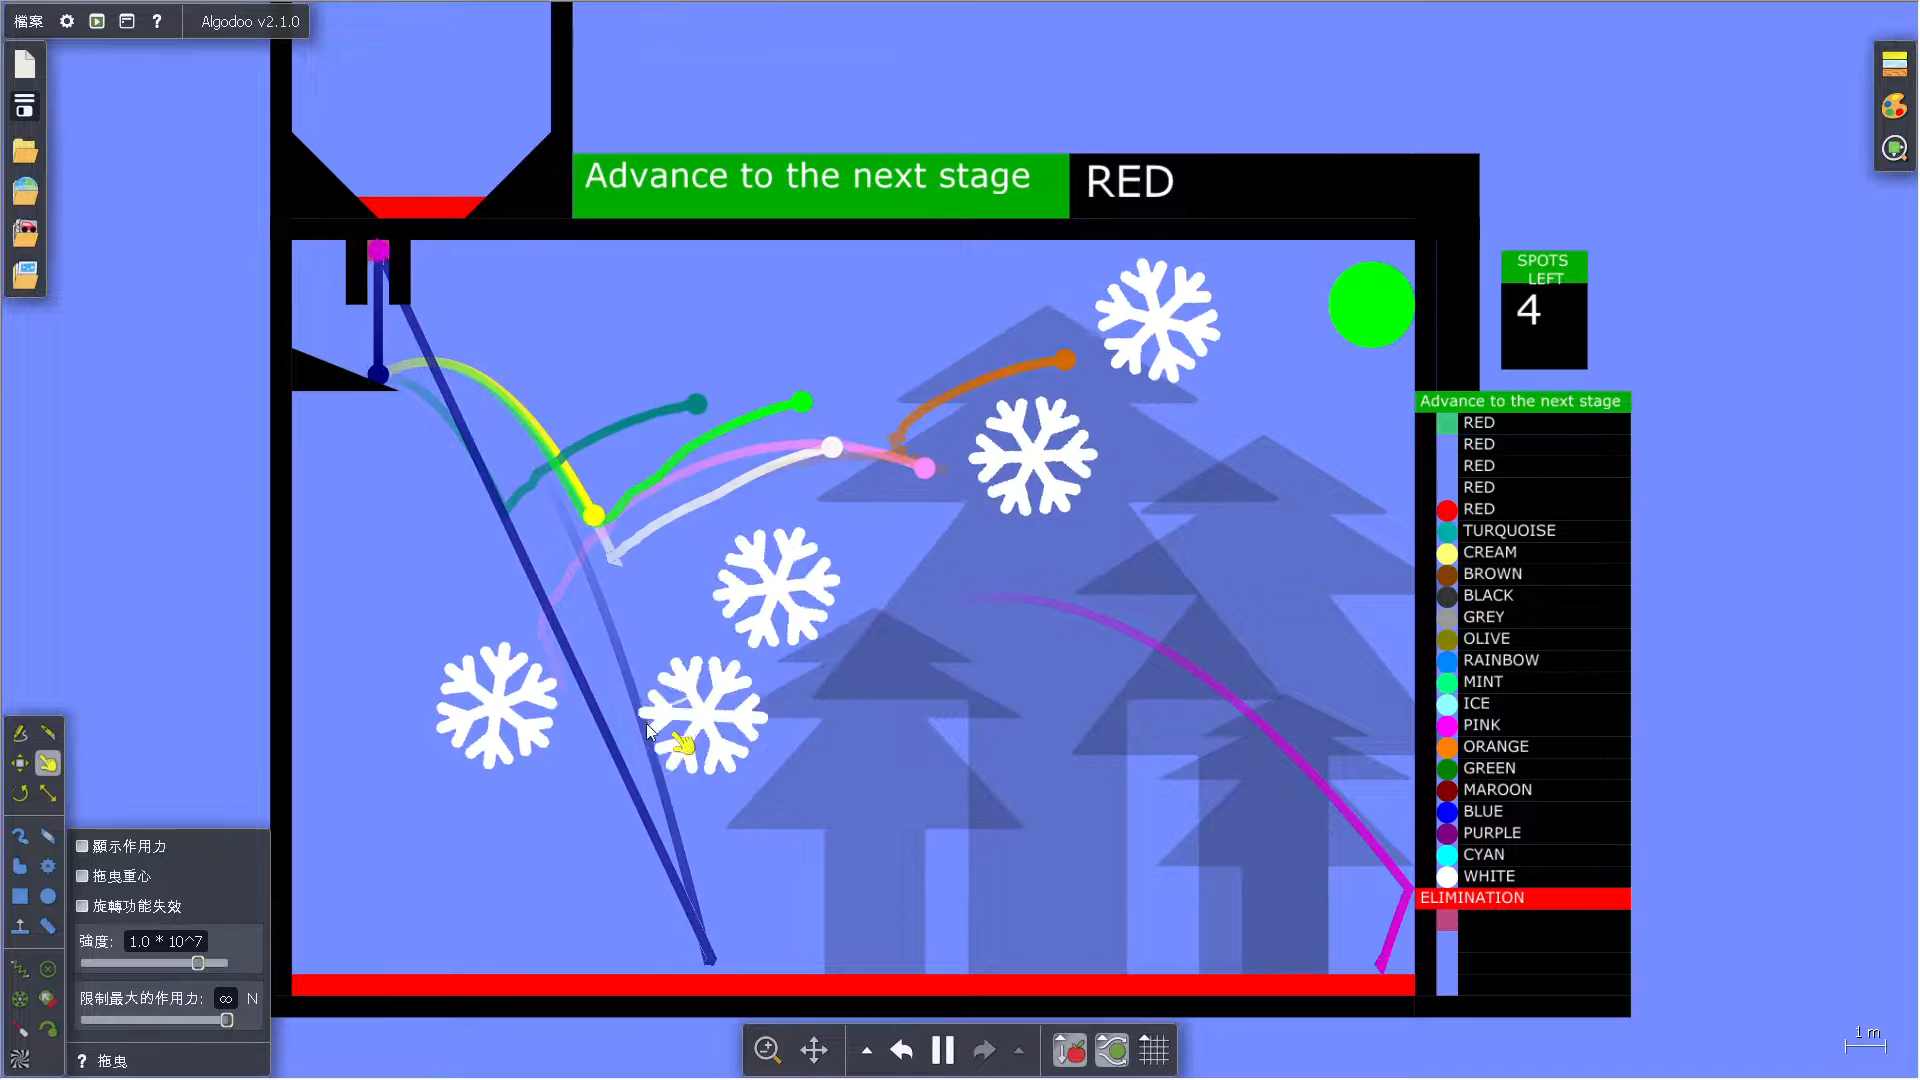 檔案
?
Algodoo v2.1.0
Advance to the next stage
RED
SPOTS
LEFT
4
Advance to the next stage
RED
RED
RED
RED
RED
TURQUOISE
CREAM
BROWN
BLACK
GREY
OLIVE
RAINBOW
MINT
ICE
PINK
ORANGE
GREEN
MAROON
BLUE
PURPLE
CYAN
WHITE
ELIMINATION
顯示作用力
拖曳重心
旋轉功能失效
強度: 1.0 * 10^7
限制最大的作用力: ∞ N
? 拖曳
1 m